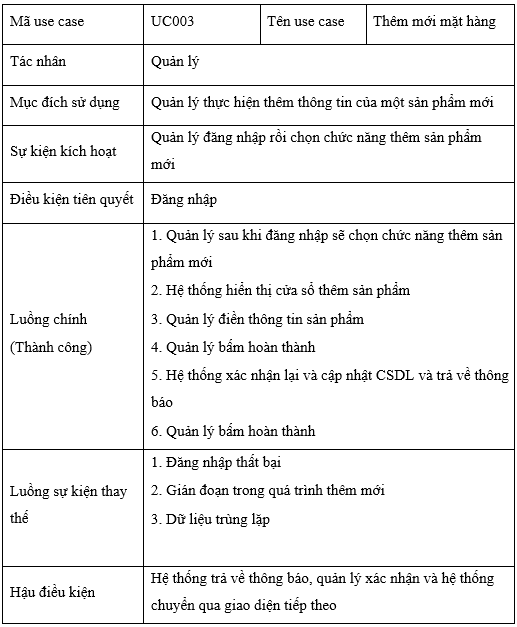 Mã use case UC003 Tên use case Thêm mới mặt hàng
Tác nhân Quản lý
Mục đích sử dụng Quản lý thực hiện thêm thông tin của một sản phẩm mới
Sự kiện kích hoạt
Quản lý đăng nhập rồi chọn chức năng thêm sản phẩm
mới
Điều kiện tiên quyết Đăng nhập
Luồng chính
(Thành công)
1. Quản lý sau khi đăng nhập sẽ chọn chức năng thêm sản
phẩm mới
2. Hệ thống hiển thị cửa sổ thêm sản phẩm
3. Quản lý điền thông tin sản phẩm
4. Quản lý bấm hoàn thành
5. Hệ thống xác nhận lại và cập nhật CSDL và trả về thông
báo
6. Quản lý bấm hoàn thành
Luồng sự kiện thay
thế
1. Đăng nhập thất bại
2. Gián đoạn trong quá trình thêm mới
3. Dữ liệu trùng lặp
Hậu điều kiện
Hệ thống trả về thông báo, quản lý xác nhận và hệ thống
chuyển qua giao diện tiếp theo